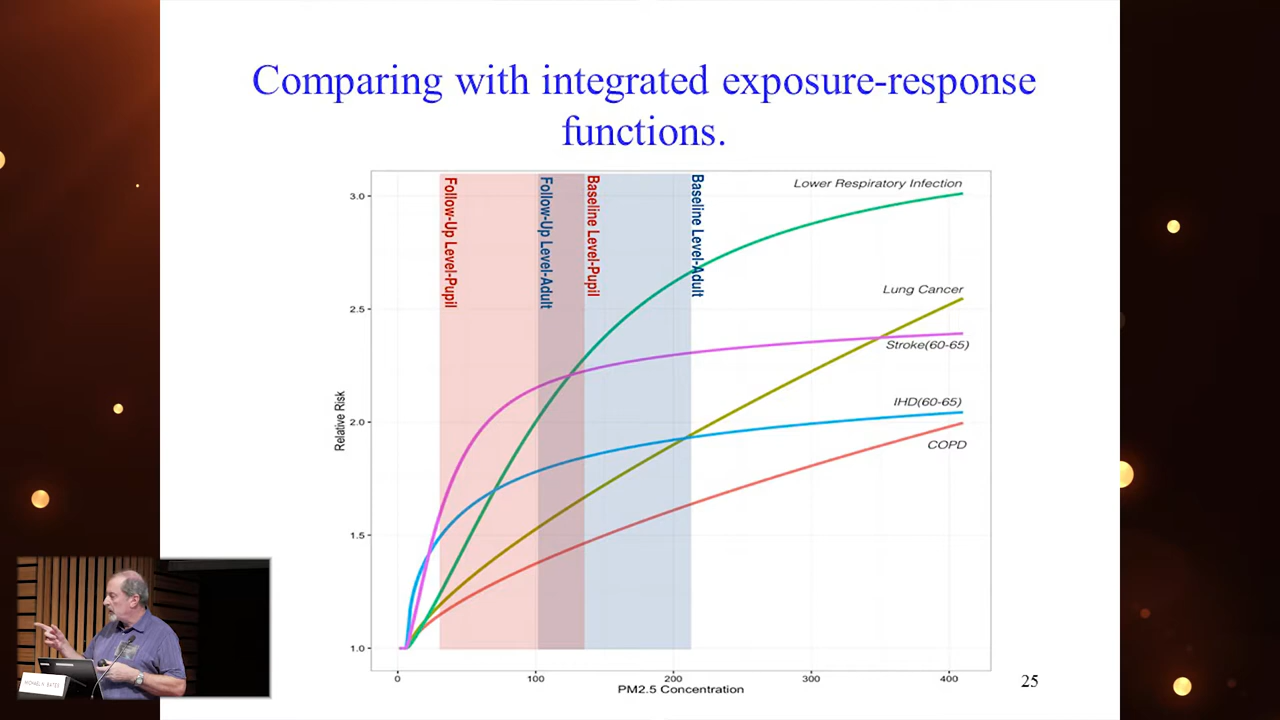 Comparing with integrated exposure-response
functions.
Follow-Up Level-Pupil
Follow-Up Level-Adult
Baseline Level-Pupil
Baseline Level-Adult
Lower Respiratory Infection
Lung Cancer
Stroke(60-65)
IHD(60-65)
COPD
Relative Risk
3.0
2.5
2.0
1.5
1.0
0
100
200
300
400
PM2.5 Concentration
25